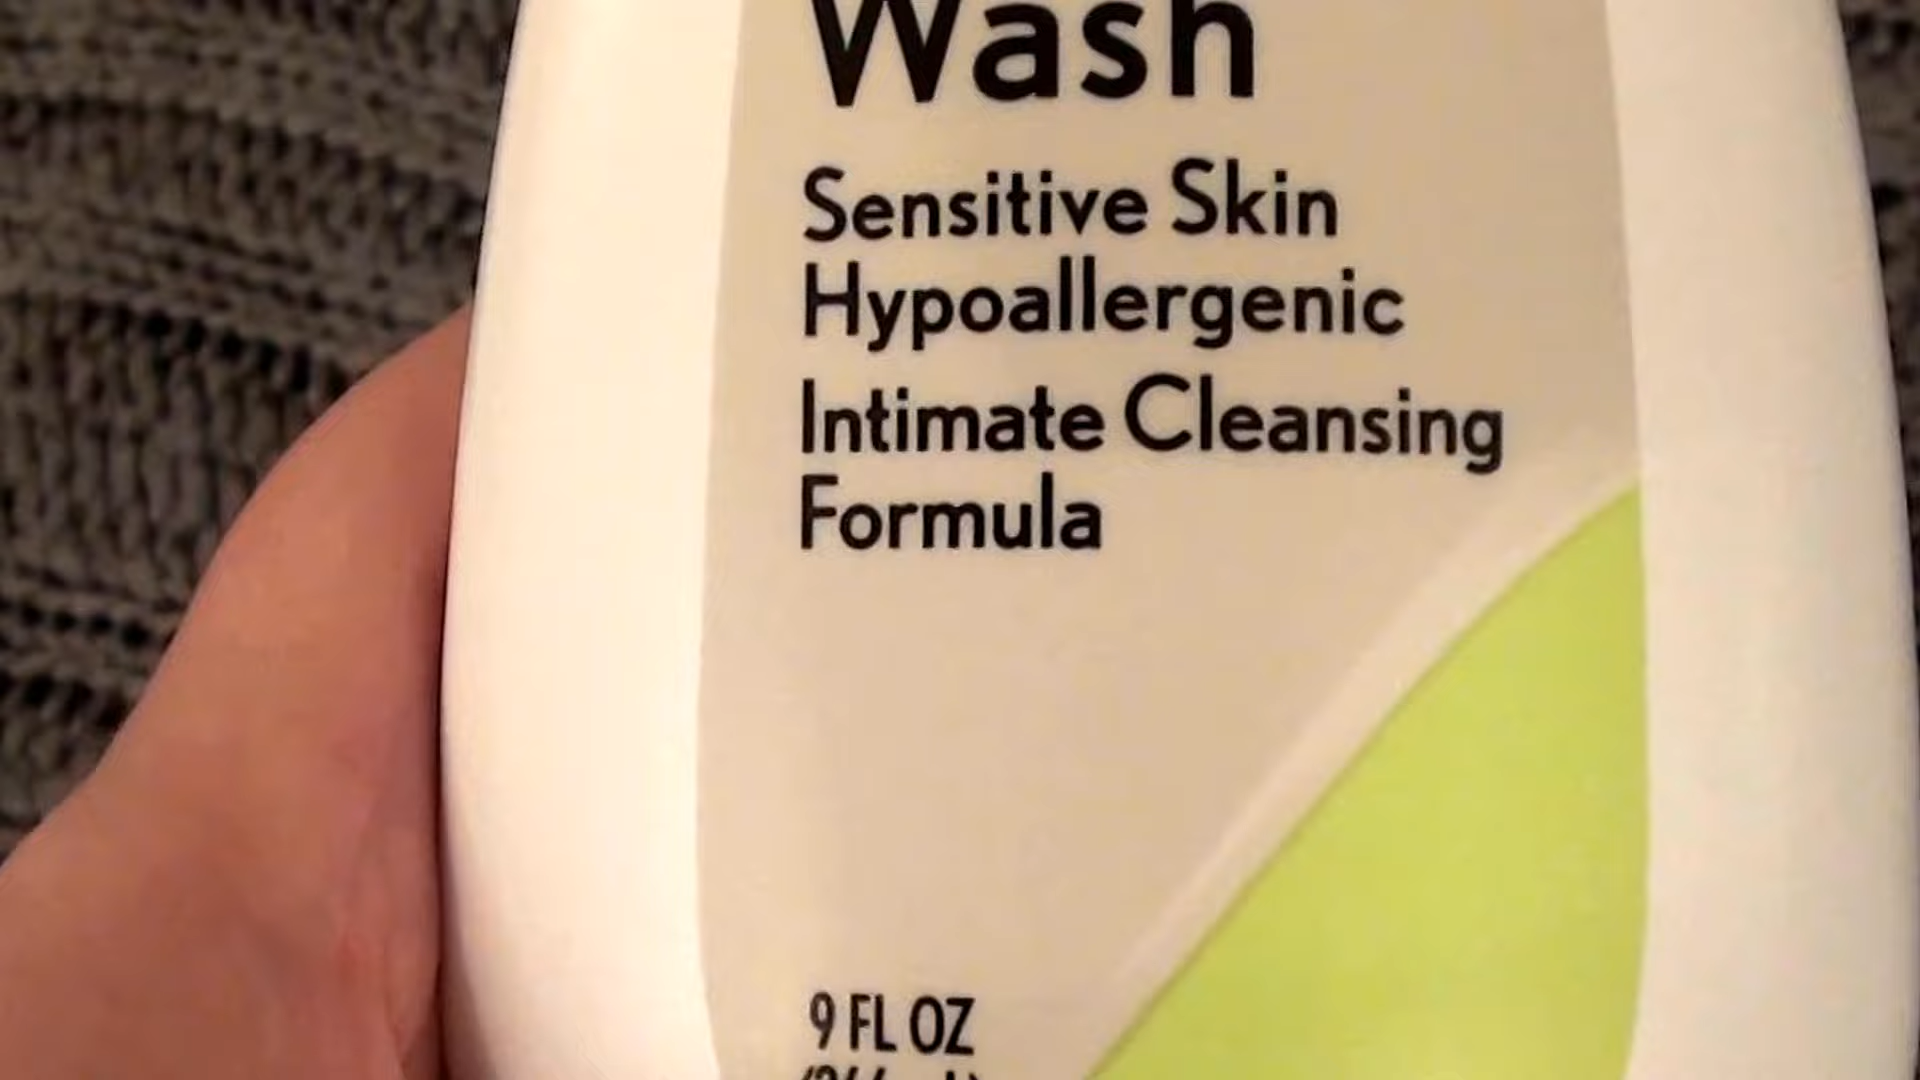 Wash
Sensitive Skin
Hypoallergenic
Intimate Cleansing
Formula
9 FL OZ